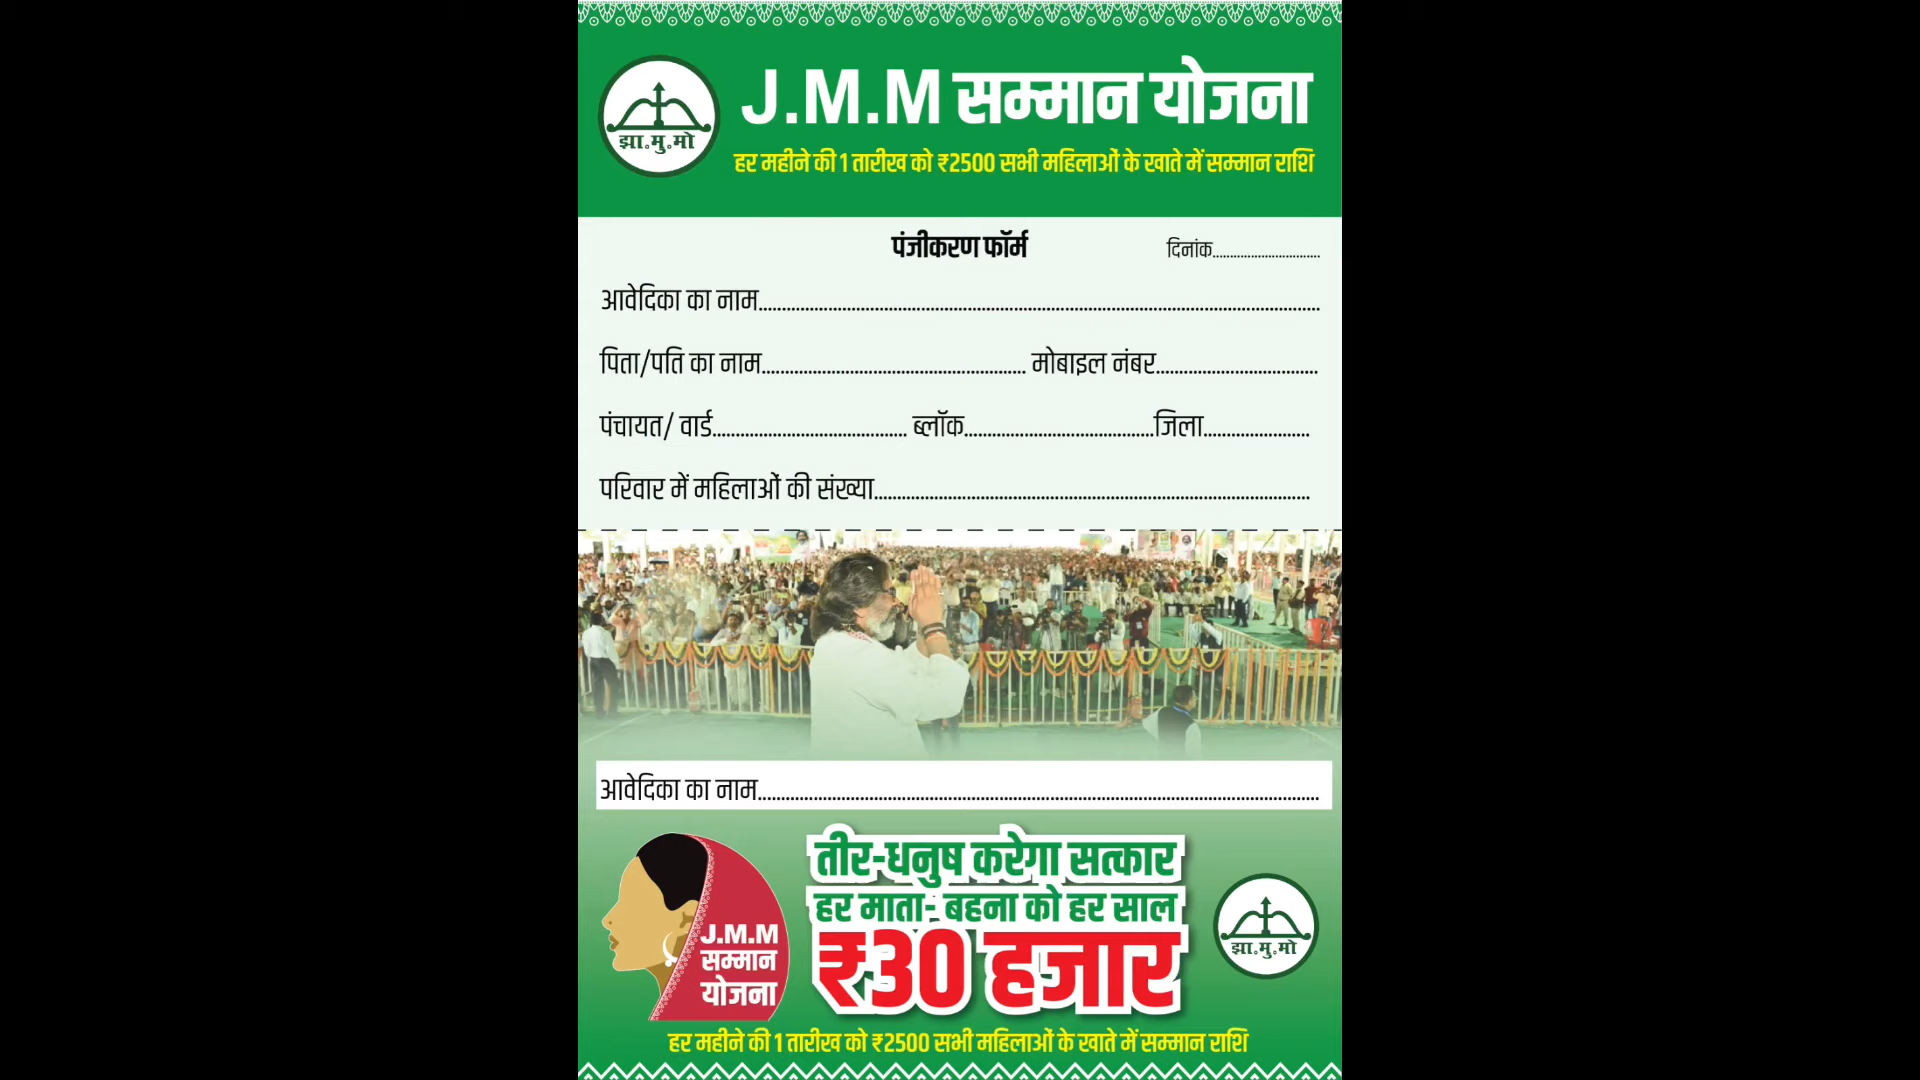 झा.मु.मो
J.M.M सम्मान योजना
हर महीने की 1 तारीख को ₹2500 सभी महिलाओं के खाते में सम्मान राशि
पंजीकरण फॉर्म दिनांक..............................
आवेदिका का नाम........................................................................................................................
पिता/पति का नाम......................................................... मोबाइल नंबर...................................
पंचायत/ वार्ड.......................................... ब्लॉक.........................................जिला.......................
परिवार में महिलाओं की संख्या..............................................................................................
आवेदिका का नाम........................................................................................................................
तीर-धनुष करेगा सत्कार
हर माता- बहना को हर साल
₹30 हजार
J.M.M
सम्मान
योजना
झा.मु.मो
हर महीने की 1 तारीख को ₹2500 सभी महिलाओं के खाते में सम्मान राशि